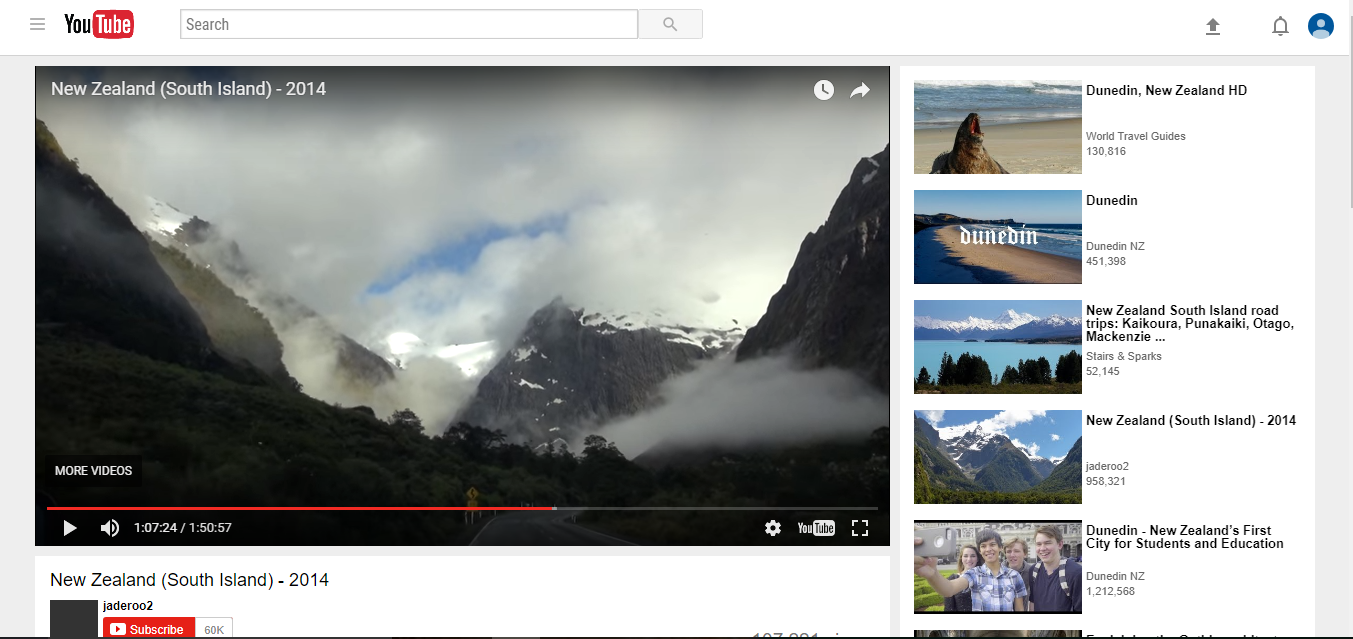 YouTube
Search
New Zealand (South Island) - 2014
MORE VIDEOS
1:07:24 / 1:50:57
YouTube
New Zealand (South Island) - 2014
jaderoo2
Subscribe 60K
Dunedin, New Zealand HD
World Travel Guides
130,816
dunedin
Dunedin
Dunedin NZ
451,398
New Zealand South Island road
trips: Kaikoura, Punakaiki, Otago,
Mackenzie ...
Stairs & Sparks
52,145
New Zealand (South Island) - 2014
jaderoo2
958,321
Dunedin - New Zealand's First
City for Students and Education
Dunedin NZ
1,212,568